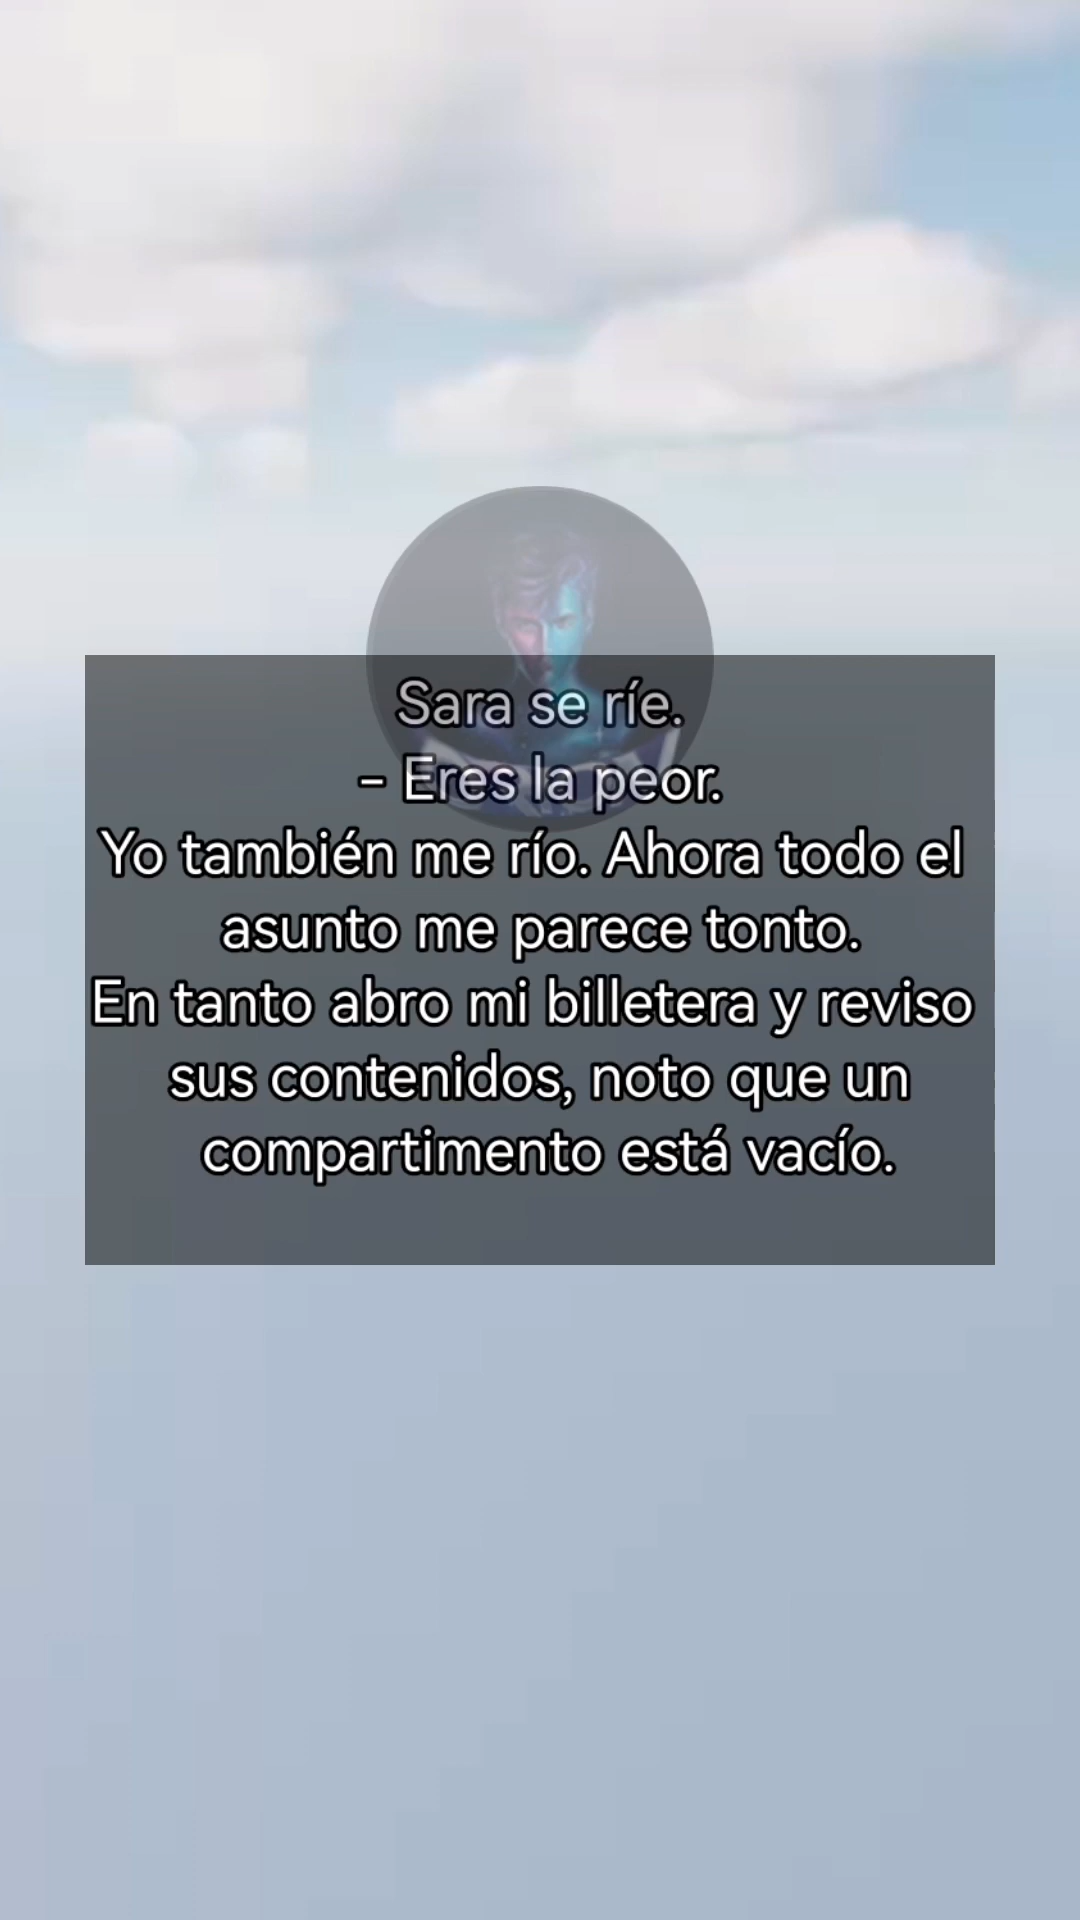 Sara se ríe.
- Eres la peor.
Yo también me río. Ahora todo el
asunto me parece tonto.
En tanto abro mi billetera y reviso
sus contenidos, noto que un
compartimento está vacío.